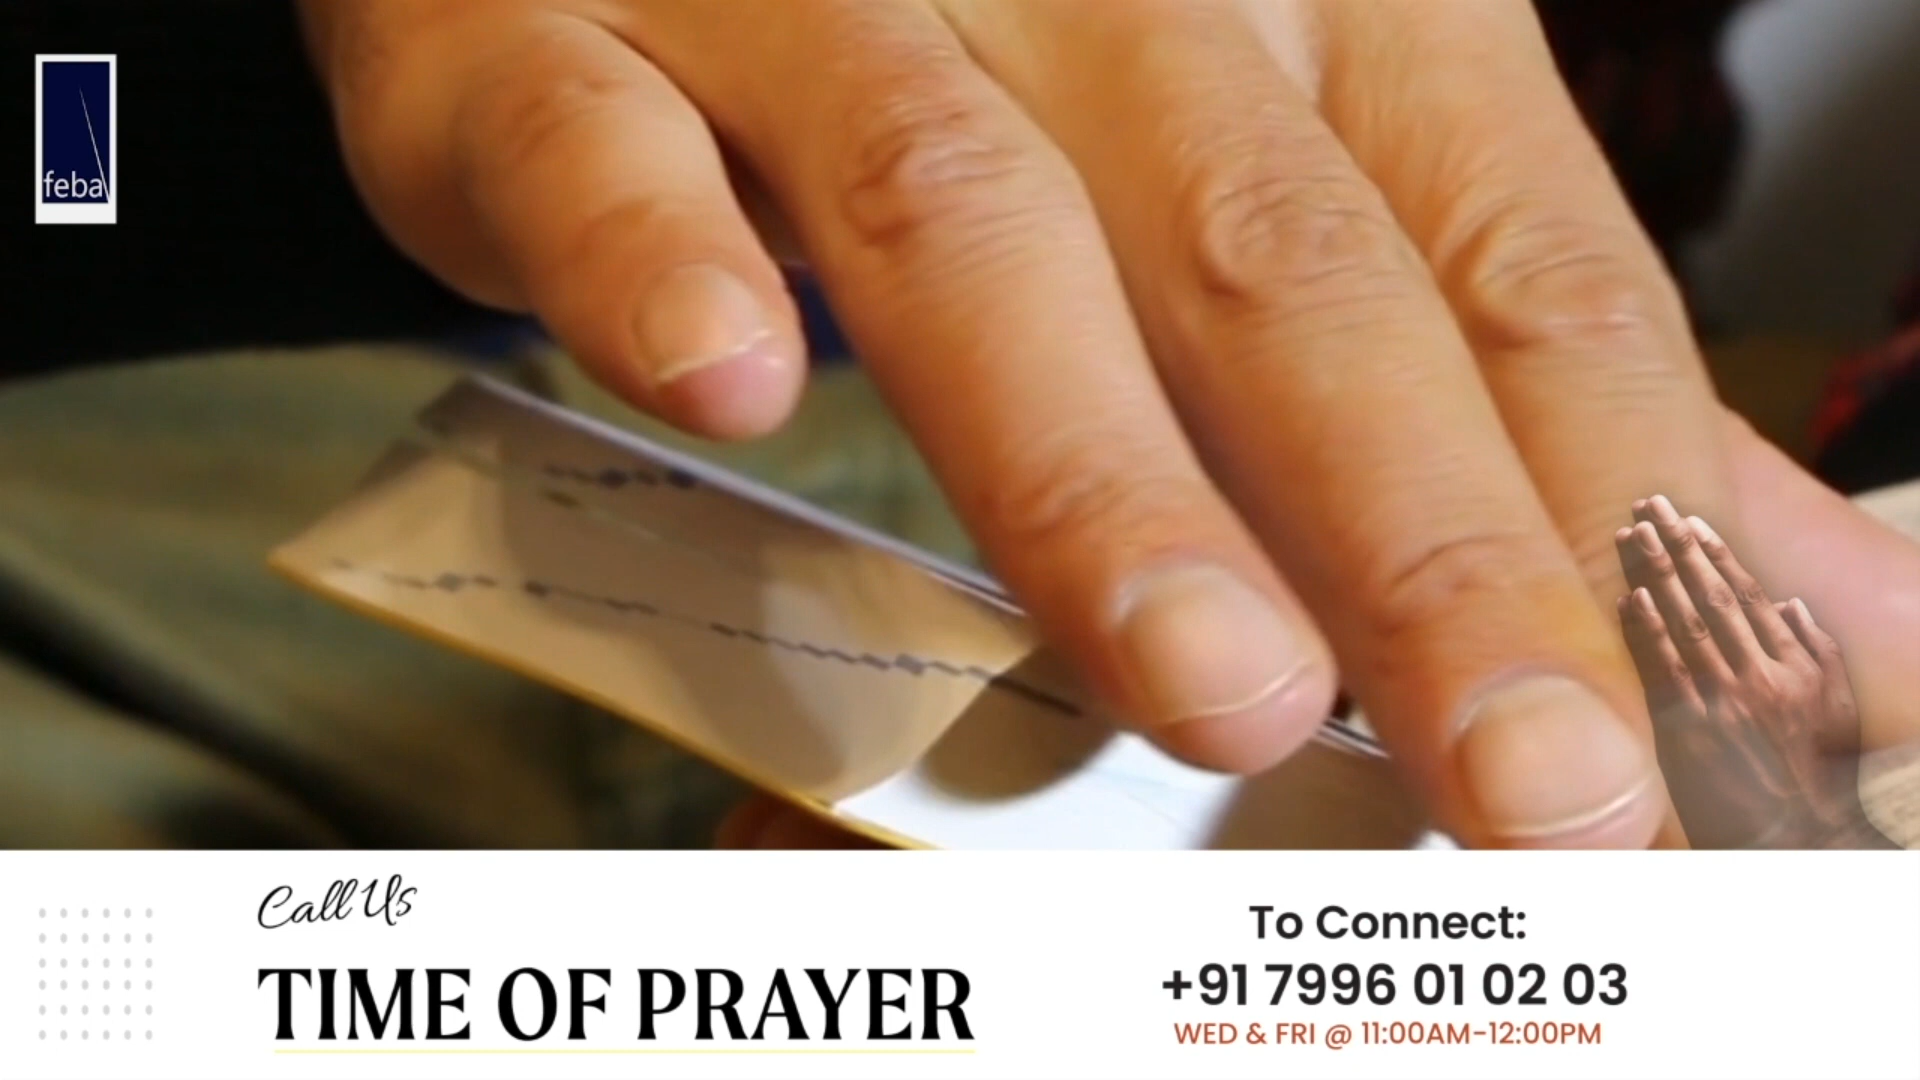 feba
Call Us
TIME OF PRAYER
To Connect:
+91 7996 01 02 03
WED & FRI @ 11:00AM-12:00PM